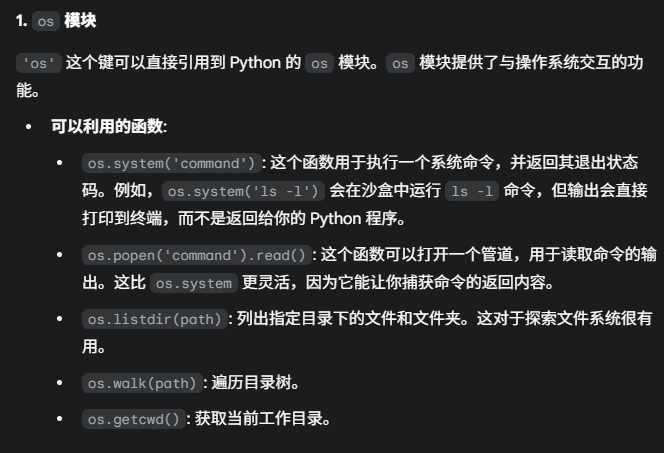 1. os 模块
'os' 这个键可以直接引用到 Python 的 os 模块。os 模块提供了与操作系统交互的功
能。
• 可以利用的函数:
• os.system('command'): 这个函数用于执行一个系统命令，并返回其退出状态
码。例如，os.system('ls -l') 会在沙盒中运行 ls -l 命令，但输出会直接
打印到终端，而不是返回给你的 Python 程序。
• os.popen('command').read(): 这个函数可以打开一个管道，用于读取命令的输
出。这比 os.system 更灵活，因为它能让你捕获命令的返回内容。
• os.listdir(path): 列出指定目录下的文件和文件夹。这对于探索文件系统很有
用。
• os.walk(path): 遍历目录树。
• os.getcwd(): 获取当前工作目录。